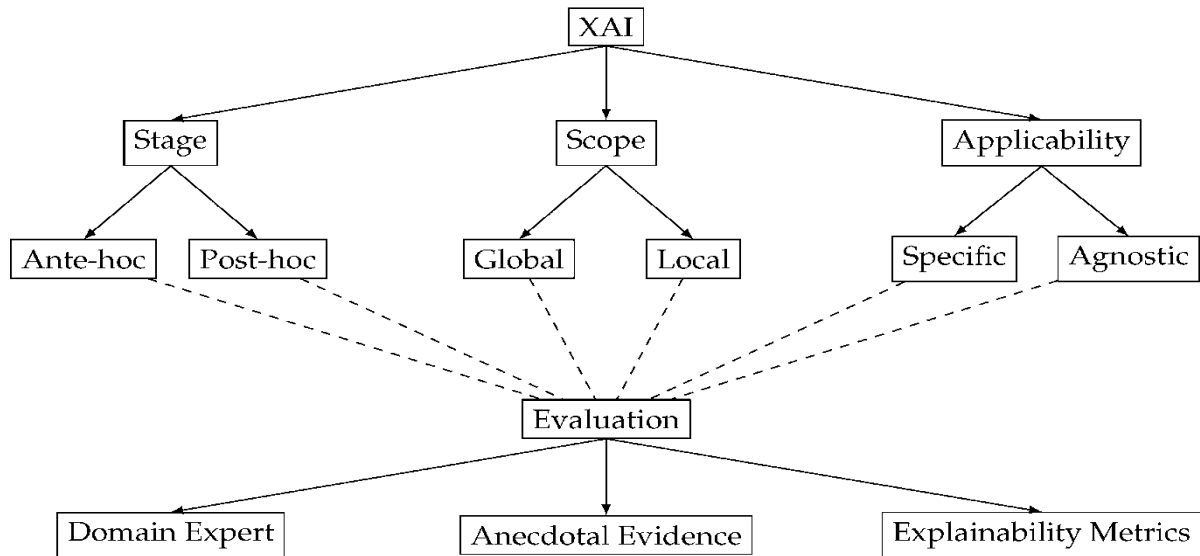 XAI
Stage
Scope
Applicability
Ante-hoc
Post-hoc
Global
Local
Specific
Agnostic
Evaluation
Domain Expert
Anecdotal Evidence
Explainability Metrics